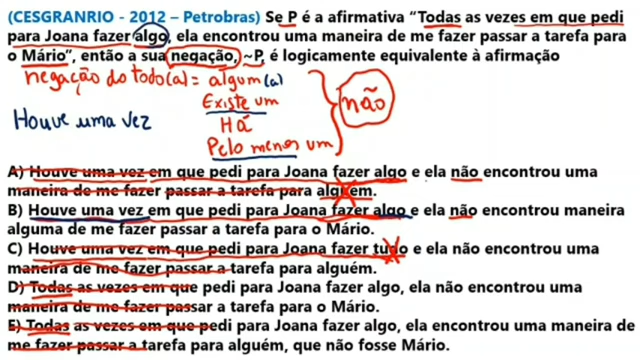 (CESGRANRIO - 2012 – Petrobras) Se P é a afirmativa “Todas as vezes em que pedi
para Joana fazer algo, ela encontrou uma maneira de me fazer passar a tarefa para
o Mário”, então a sua negação, ~P, é logicamente equivalente à afirmação
negação do todo(a) = algum(a)
Existe um
Houve uma vez
Há
Pelo menos um
não
A) Houve uma vez em que pedi para Joana fazer algo e ela não encontrou uma
maneira de me fazer passar a tarefa para alguém.
B) Houve uma vez em que pedi para Joana fazer algo e ela não encontrou maneira
alguma de me fazer passar a tarefa para o Mário.
C) Houve uma vez em que pedi para Joana fazer tudo e ela não encontrou uma
maneira de me fazer passar a tarefa para alguém.
D) Todas as vezes em que pedi para Joana fazer algo, ela não encontrou uma
maneira de me fazer passar a tarefa para o Mário.
E) Todas as vezes em que pedi para Joana fazer algo, ela encontrou uma maneira de
me fazer passar a tarefa para alguém, que não fosse Mário.